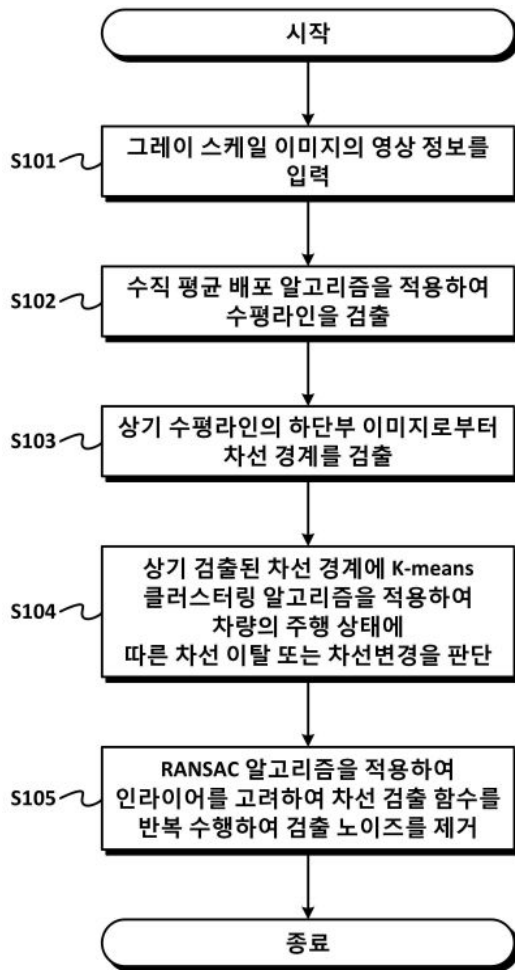 시작
S101
그레이 스케일 이미지의 영상 정보를
입력
S102
수직 평균 배포 알고리즘을 적용하여
수평라인을 검출
S103
상기 수평라인의 하단부 이미지로부터
차선 경계를 검출
S104
상기 검출된 차선 경계에 K-means
클러스터링 알고리즘을 적용하여
차량의 주행 상태에
따른 차선 이탈 또는 차선변경을 판단
S105
RANSAC 알고리즘을 적용하여
인라이어를 고려하여 차선 검출 함수를
반복 수행하여 검출 노이즈를 제거
종료